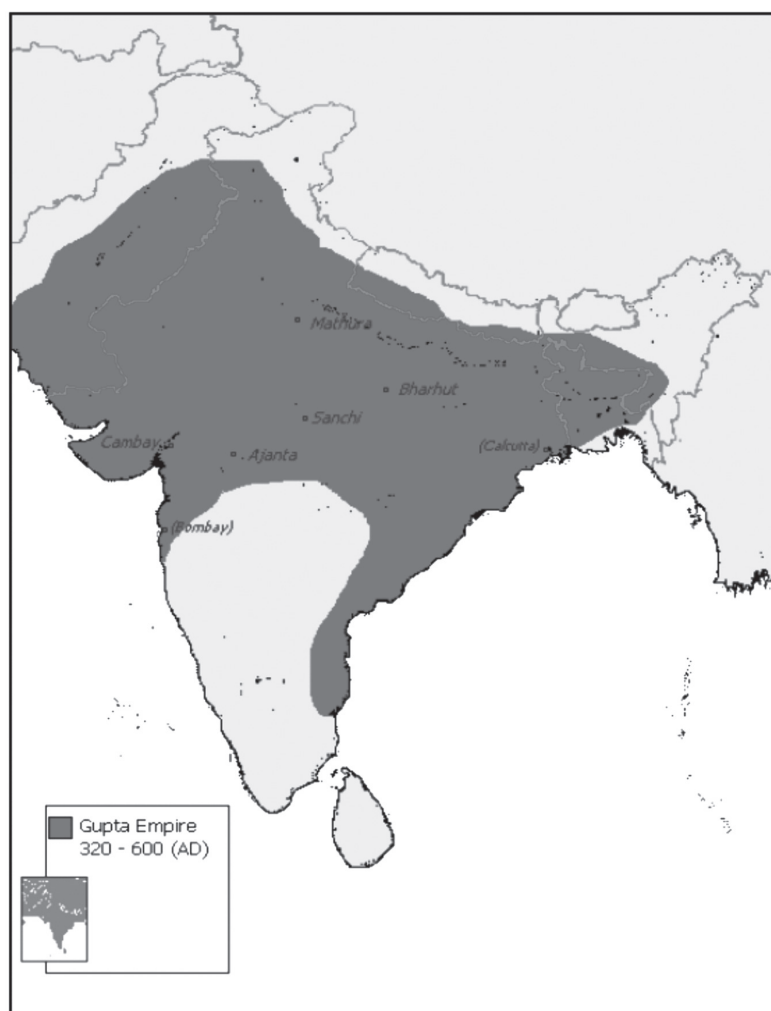 Mathura
Bharhut
Sanchi
Cambay
Ajanta
(Calcutta)
(Bombay)
Gupta Empire
320 - 600 (AD)